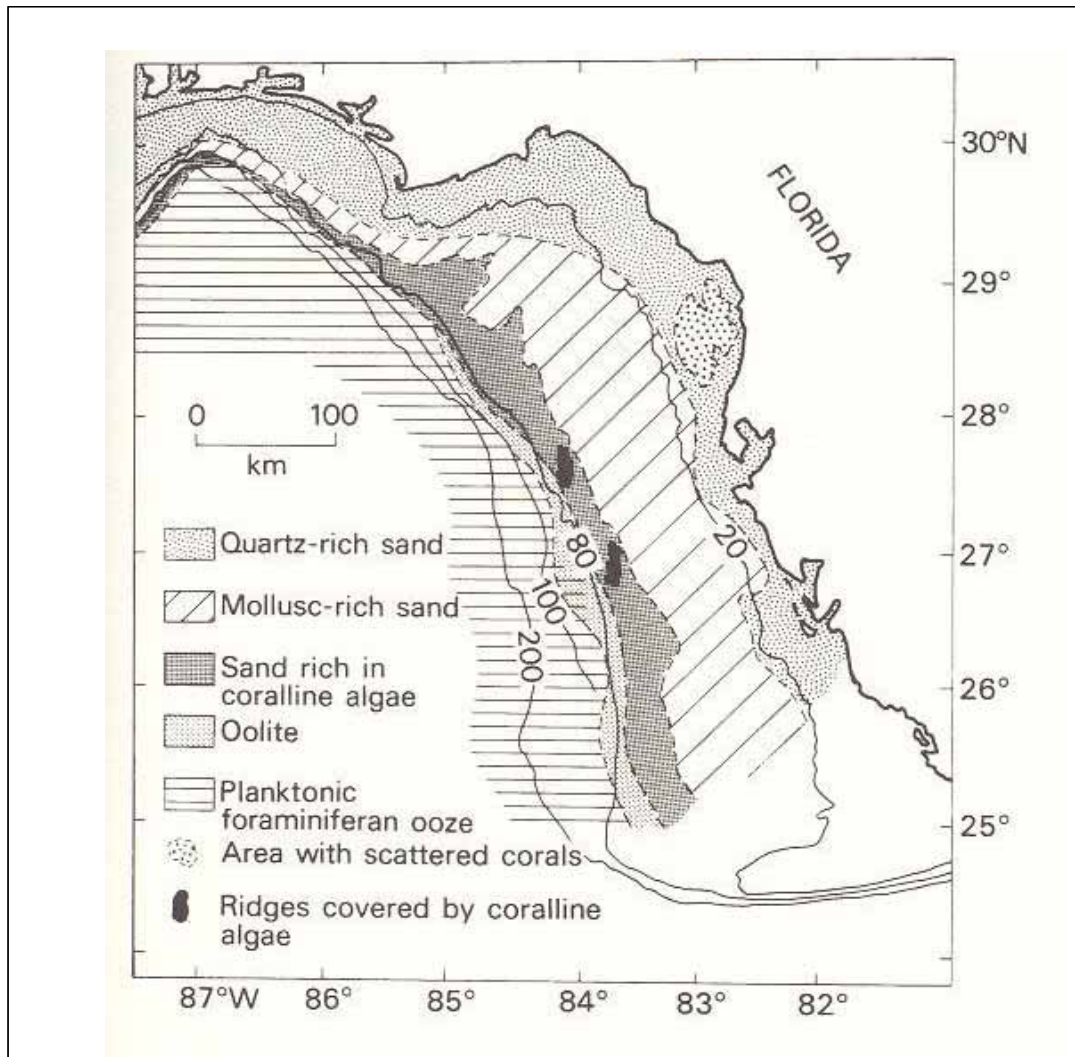 30°N
FLORIDA
29°
28°
27°
26°
25°
0 100
km
20
80
100
200
Quartz-rich sand
Mollusc-rich sand
Sand rich in
coralline algae
Oolite
Planktonic
foraminiferan ooze
Area with scattered corals
Ridges covered by coralline
algae
87°W 86° 85° 84° 83° 82°